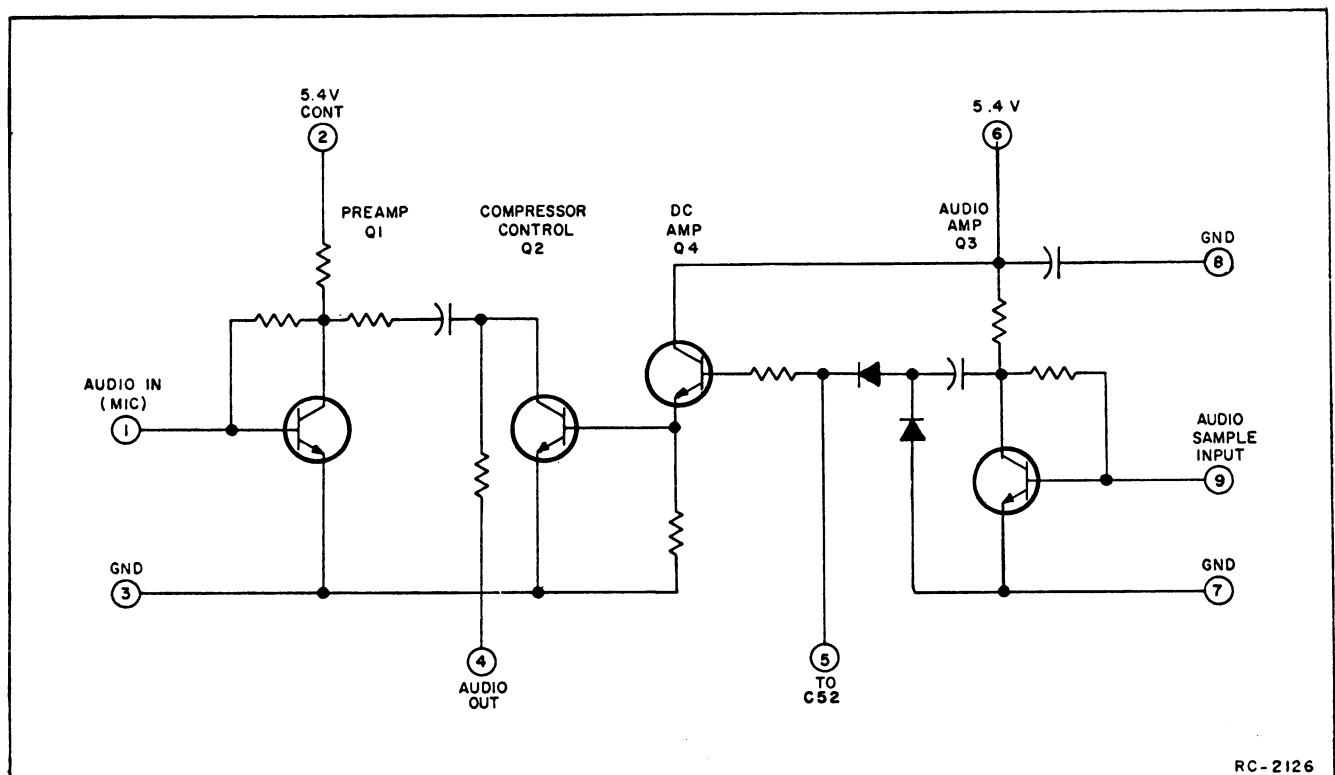 5.4V
CONT
2
PREAMP
Q1
COMPRESSOR
CONTROL
Q2
DC
AMP
Q4
AUDIO
AMP
Q3
5.4 V
6
GND
8
AUDIO IN
(MIC)
1
AUDIO
SAMPLE
INPUT
9
GND
3
GND
7
4
AUDIO
OUT
5
TO
C52
RC-2126